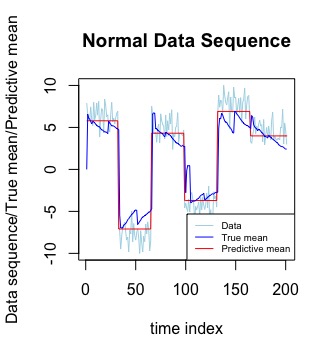 Normal Data Sequence
Data sequence/True mean/Predictive mean
10
5
0
-5
-10
Data
True mean
Predictive mean
0
50
100
150
200
time index